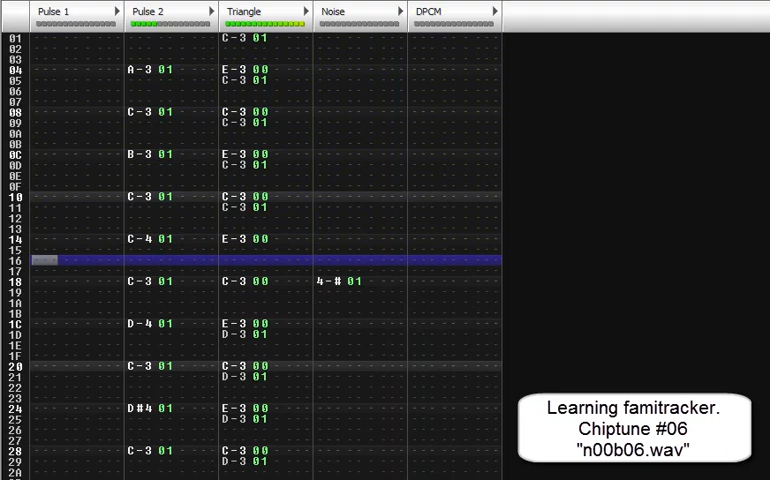 Pulse 1 Pulse 2 Triangle Noise DPCM
01 C-3 01
02
03
04 A-3 01 E-3 00
05 C-3 01
06
07
08 C-3 01 C-3 00
09 C-3 01
0A
0B
0C B-3 01 E-3 00
0D C-3 01
0E
0F
10 C-3 01 C-3 00
11 C-3 01
12
13
14 C-4 01 E-3 00
15
16
17
18 C-3 01 C-3 00 4-# 01
19
1A
1B
1C D-4 01 E-3 00
1D D-3 01
1E
1F
20 C-3 01 C-3 00
21 D-3 01
22
23
24 D#4 01 E-3 00
25 D-3 01
26
27
28 C-3 01 C-3 00
29 D-3 01
2A
Learning famitracker.
Chiptune #06
"n00b06.wav"